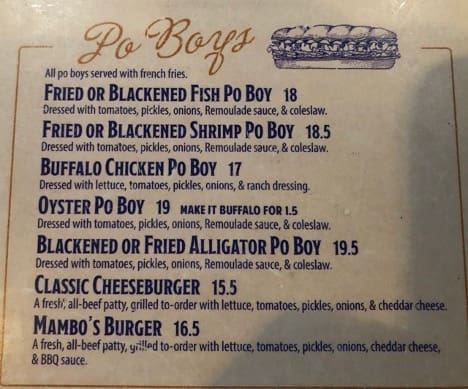 Po Boys
All po boys served with french fries.
FRIED OR BLACKENED FISH PO BOY 18
Dressed with tomatoes, pickles, onions, Remoulade sauce, & coleslaw.
FRIED OR BLACKENED SHRIMP PO BOY 18.5
Dressed with tomatoes, pickles, onions, Remoulade sauce, & coleslaw.
BUFFALO CHICKEN PO BOY 17
Dressed with lettuce, tomatoes, pickles, onions, & ranch dressing.
OYSTER PO BOY 19 MAKE IT BUFFALO FOR 1.5
Dressed with tomatoes, pickles, onions, Remoulade sauce, & coleslaw.
BLACKENED OR FRIED ALLIGATOR PO BOY 19.5
Dressed with tomatoes, pickles, onions, Remoulade sauce, & coleslaw.
CLASSIC CHEESEBURGER 15.5
A fresh, all-beef patty, grilled to-order with lettuce, tomatoes, pickles, onions, & cheddar cheese.
MAMBO'S BURGER 16.5
A fresh, all-beef patty, grilled to-order with lettuce, tomatoes, pickles, onions, cheddar cheese,
& BBQ sauce.